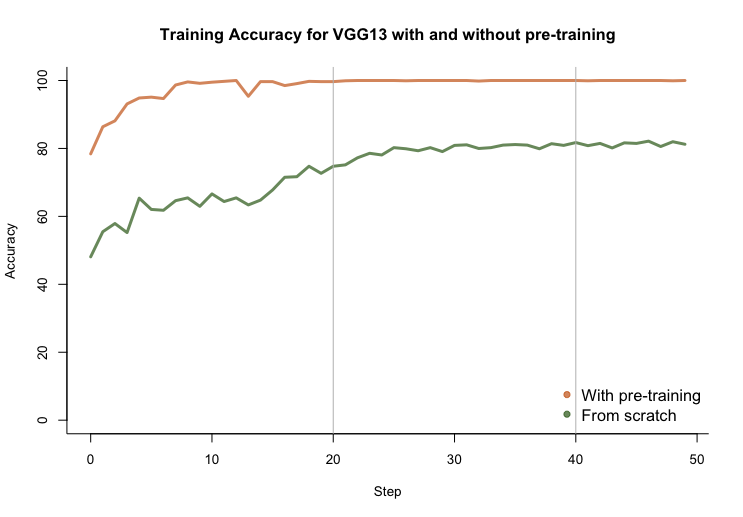 Training Accuracy for VGG13 with and without pre-training
Accuracy
100
80
60
40
20
0
With pre-training
From scratch
0 10 20 30 40 50
Step